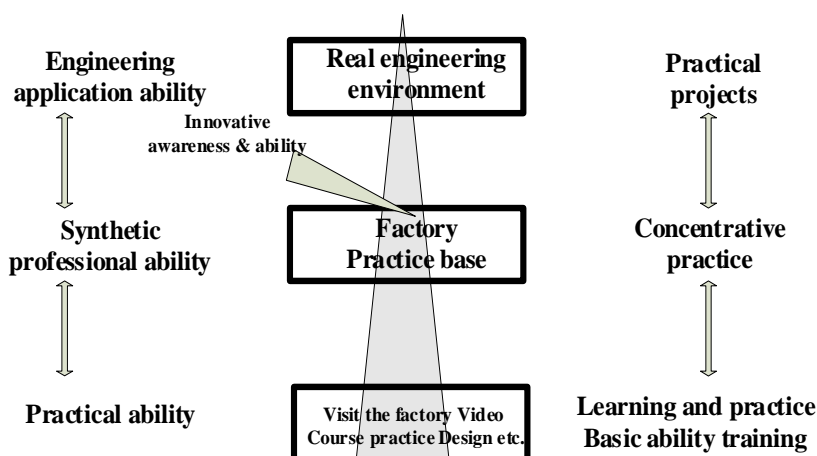 Engineering
application ability
Real engineering
environment
Practical
projects
Innovative
awareness & ability
Synthetic
professional ability
Factory
Practice base
Concentrative
practice
Practical ability
Visit the factory Video
Course practice Design etc.
Learning and practice
Basic ability training